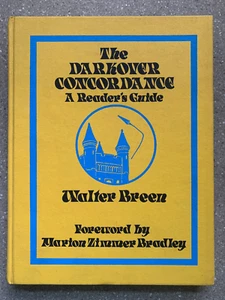 The
DARKOVER
CONCORDANCE
A Reader's Guide
Walter Breen
Foreword by
Marion Zimmer Bradley